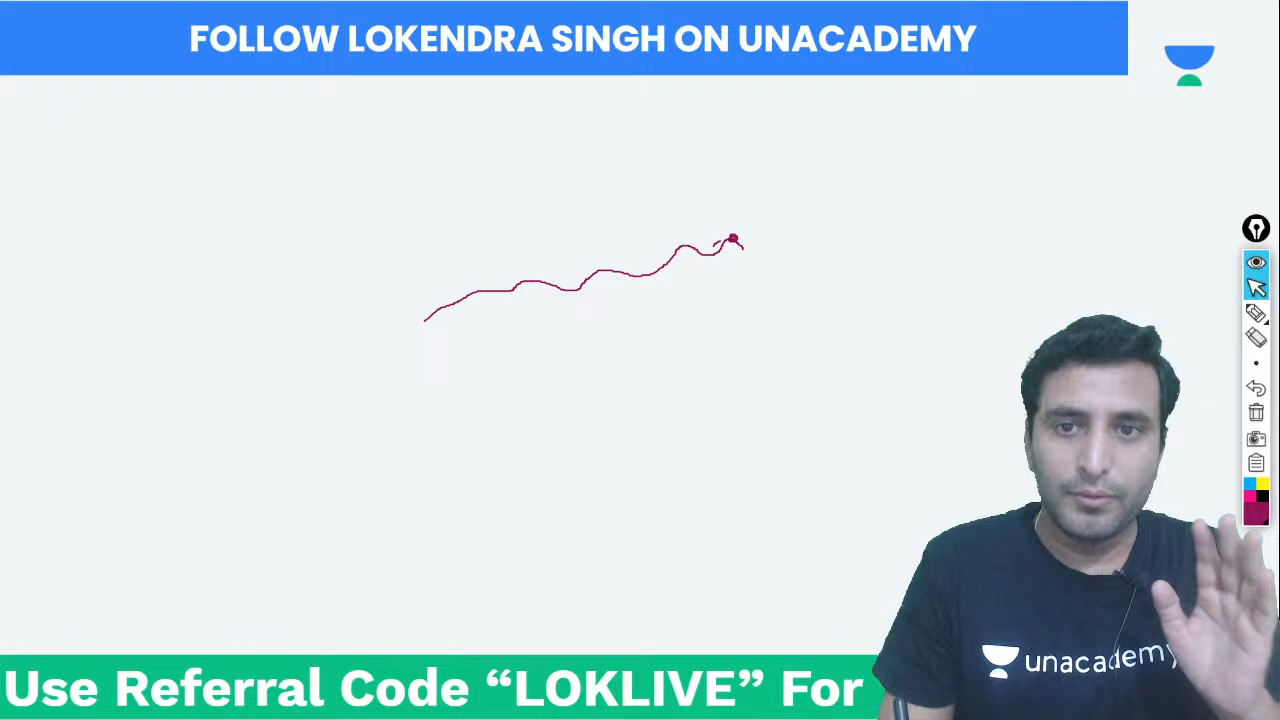 FOLLOW LOKENDRA SINGH ON UNACADEMY
unacademy
Use Referral Code “LOKLIVE” For